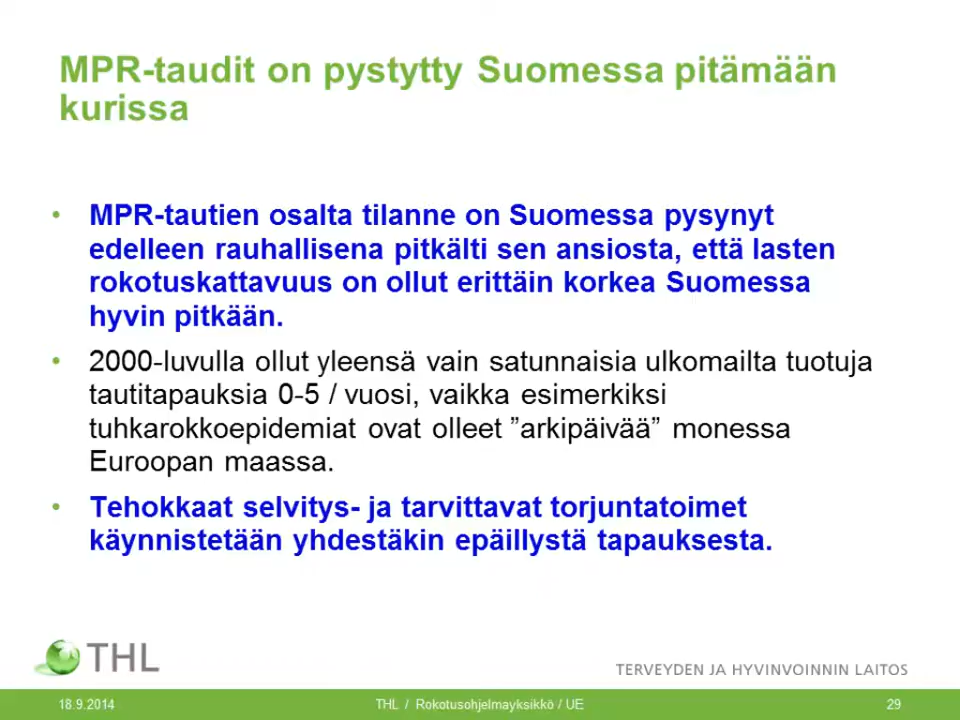 MPR-taudit on pystytty Suomessa pitämään
kurissa
• MPR-tautien osalta tilanne on Suomessa pysynyt
edelleen rauhallisena pitkälti sen ansiosta, että lasten
rokotuskattavuus on ollut erittäin korkea Suomessa
hyvin pitkään.
• 2000-luvulla ollut yleensä vain satunnaisia ulkomailta tuotuja
tautitapauksia 0-5 / vuosi, vaikka esimerkiksi
tuhkarokkoepidemiat ovat olleet ”arkipäivää” monessa
Euroopan maassa.
• Tehokkaat selvitys- ja tarvittavat torjuntatoimet
käynnistetään yhdestäkin epäillystä tapauksesta.
THL
TERVEYDEN JA HYVINVOINNIN LAITOS
18.9.2014 THL / Rokotusohjelmayksikkö / UE 29